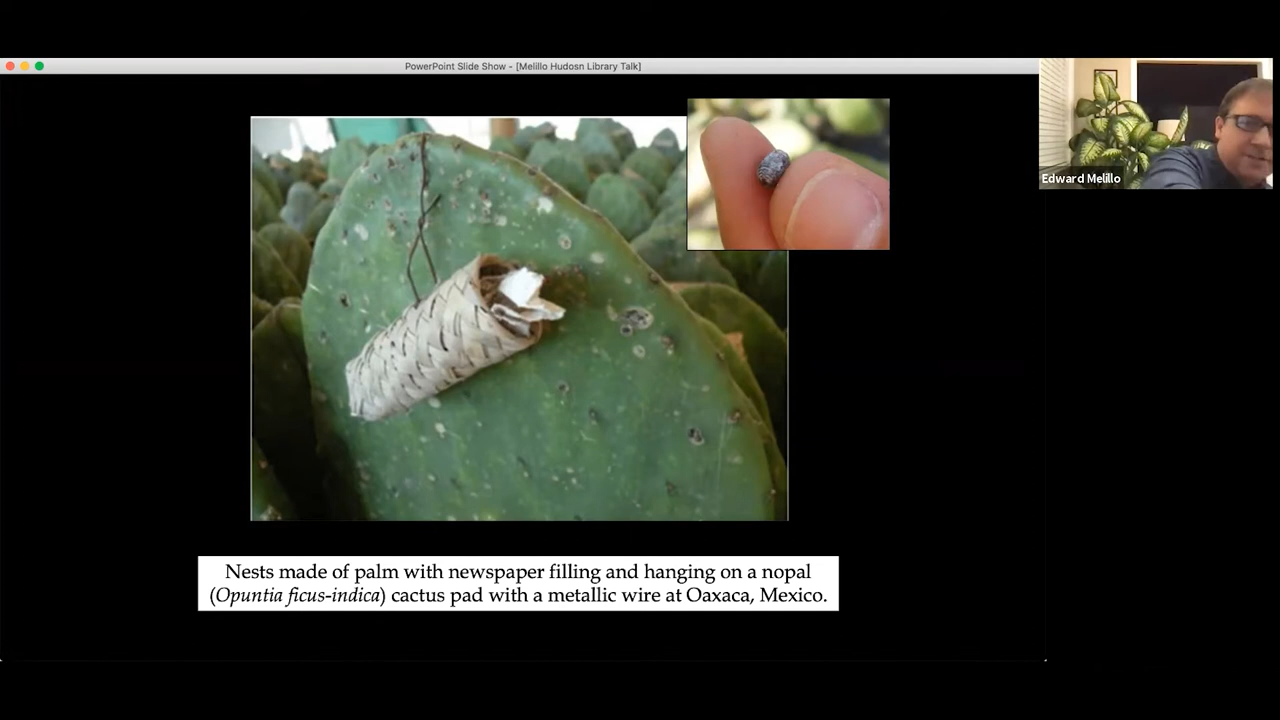 PowerPoint Slide Show - [Melillo Hudosn Library Talk]
Edward Melillo
Nests made of palm with newspaper filling and hanging on a nopal
(Opuntia ficus-indica) cactus pad with a metallic wire at Oaxaca, Mexico.